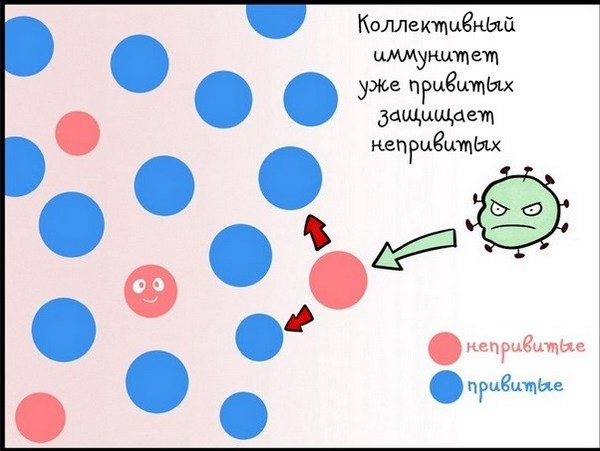 Коллективный
иммунитет
уже привитых
защищает
непривитых
непривитые
привитые